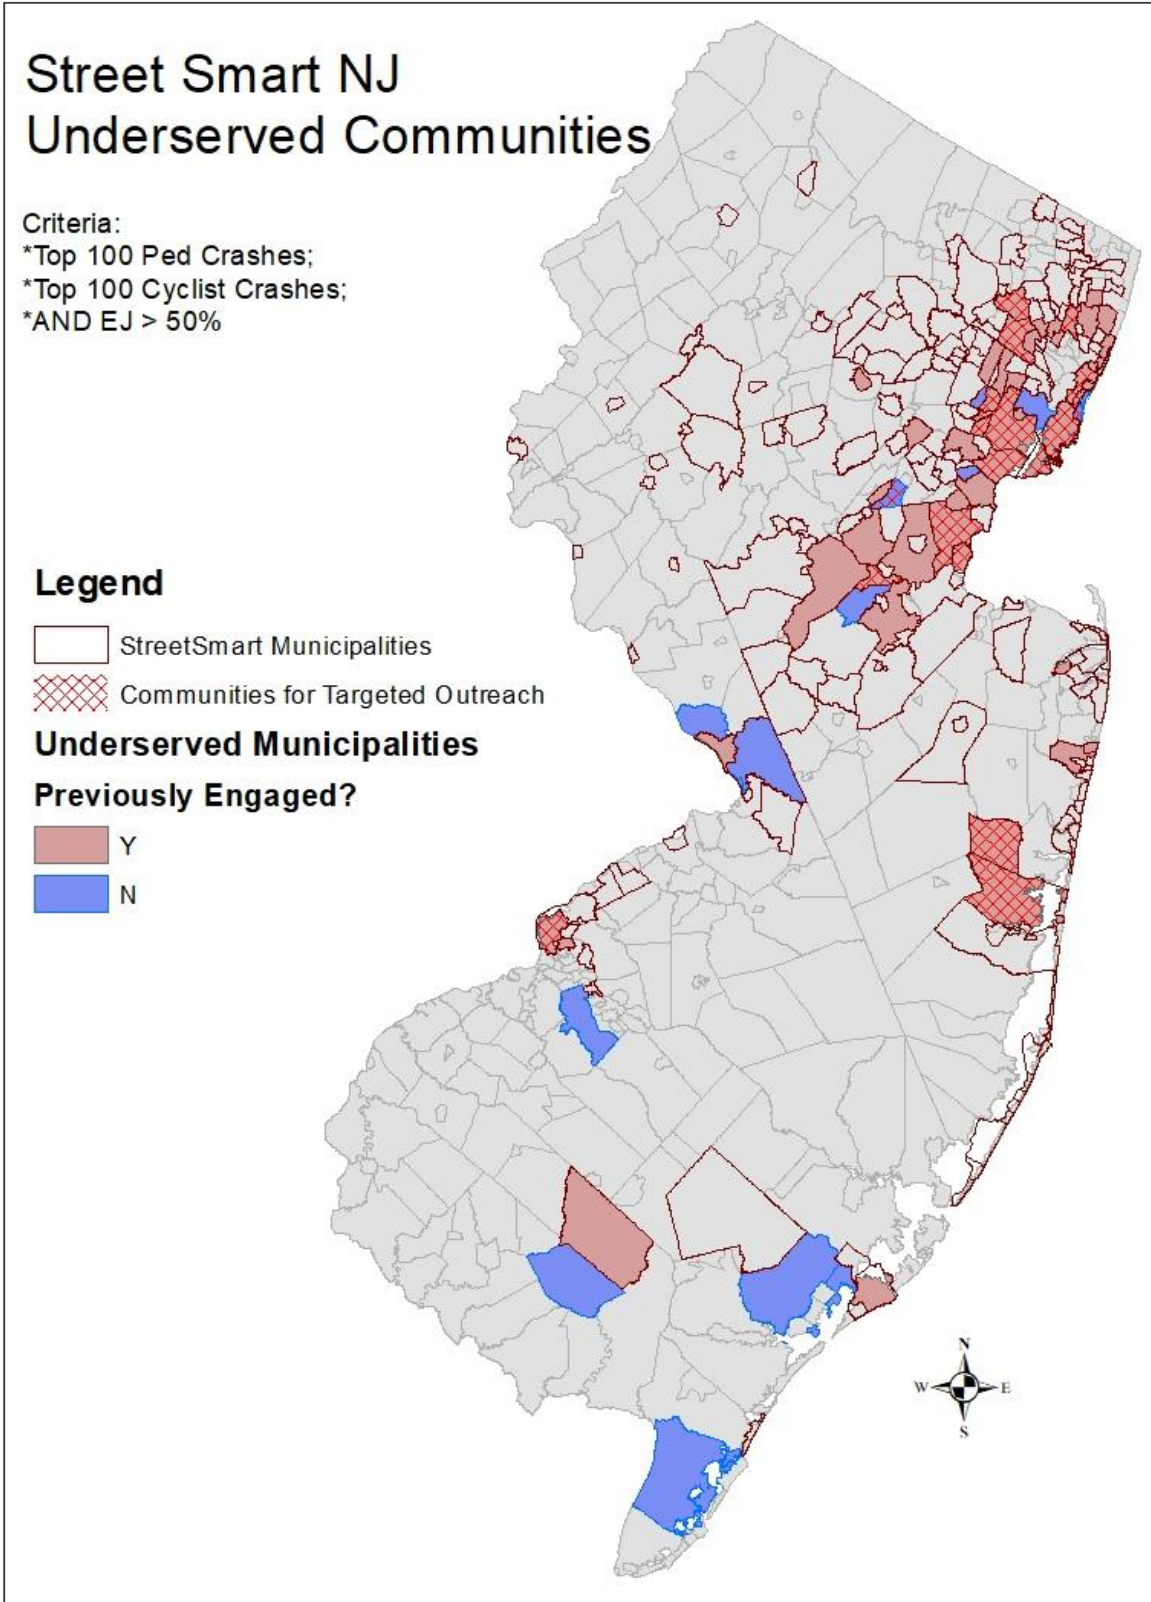 Street Smart NJ
Underserved Communities
Criteria:
*Top 100 Ped Crashes;
*Top 100 Cyclist Crashes;
*AND EJ > 50%
Legend
StreetSmart Municipalities
Communities for Targeted Outreach
Underserved Municipalities
Previously Engaged?
Y
N
N
W E
S